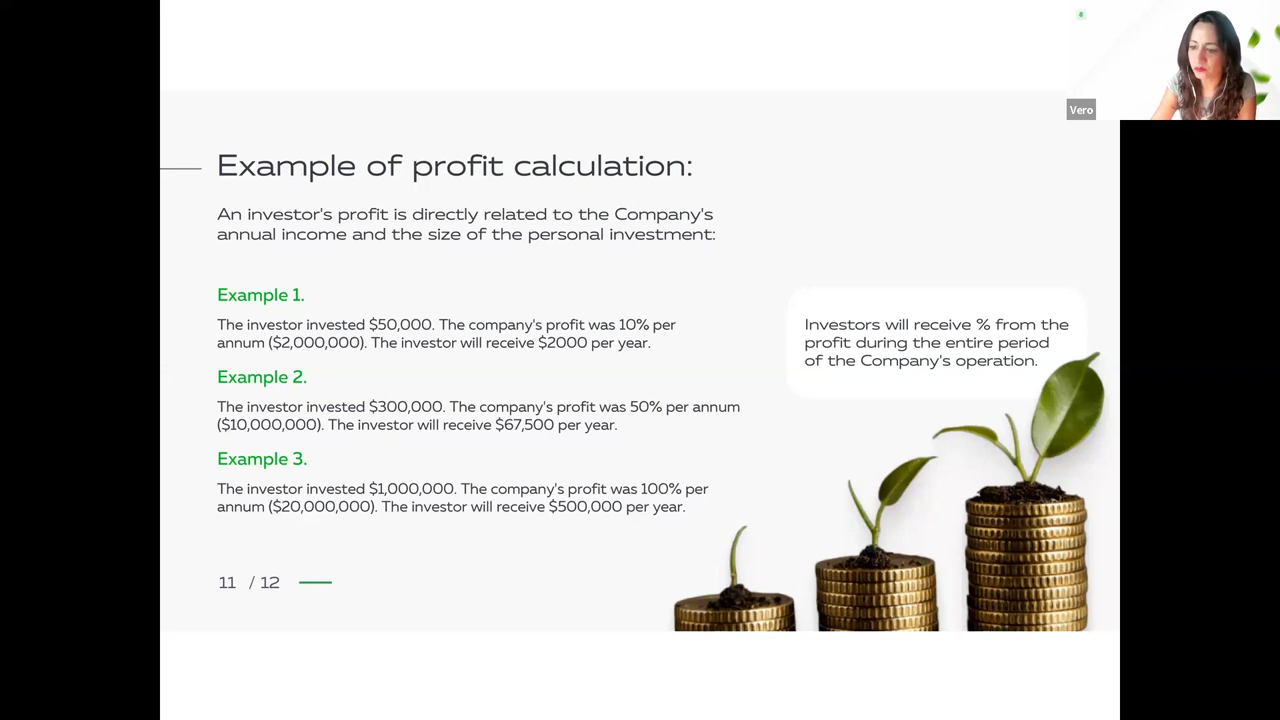 Vero
Example of profit calculation:
An investor's profit is directly related to the Company's
annual income and the size of the personal investment:
Example 1.
The investor invested $50,000. The company's profit was 10% per
annum ($2,000,000). The investor will receive $2000 per year.
Example 2.
The investor invested $300,000. The company's profit was 50% per annum
($10,000,000). The investor will receive $67,500 per year.
Example 3.
The investor invested $1,000,000. The company's profit was 100% per
annum ($20,000,000). The investor will receive $500,000 per year.
Investors will receive % from the
profit during the entire period
of the Company's operation.
11 / 12